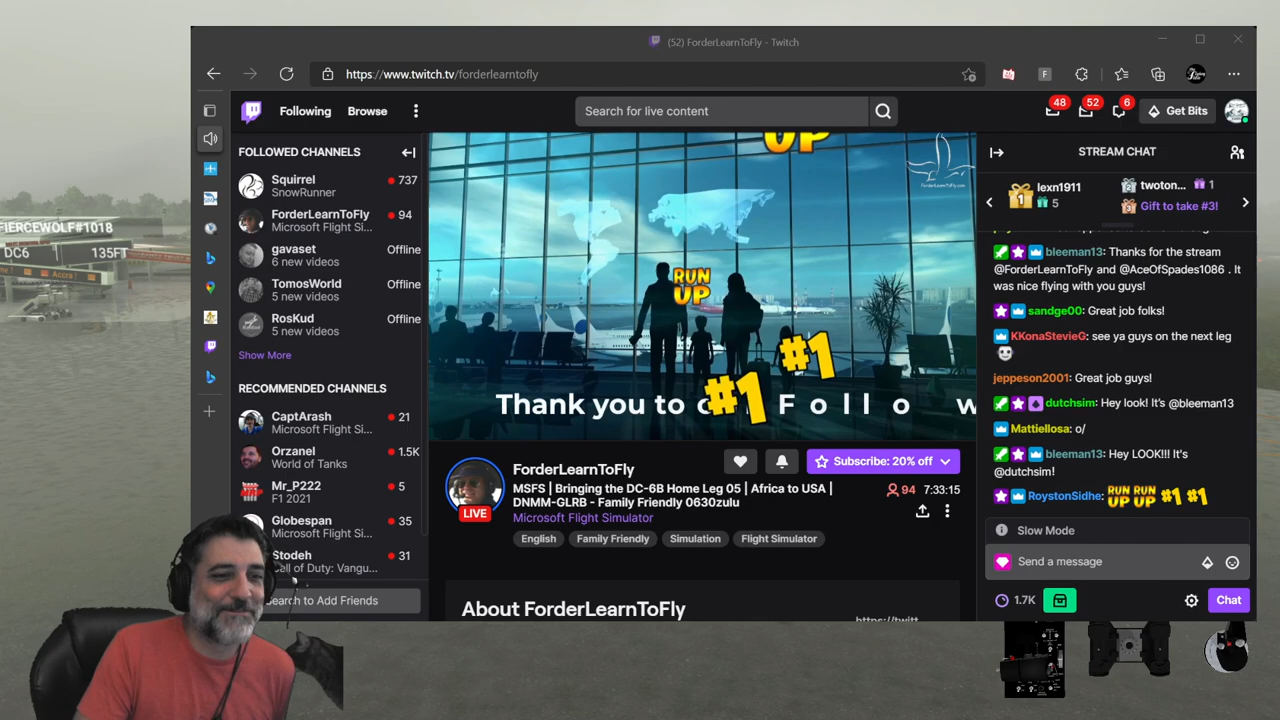 (52) ForderLearnToFly - Twitch
https://www.twitch.tv/forderlearntofly
F
Following
Browse
Search for live content
48
52
6
Get Bits
FIERCEWOLF#1018
DC6
135FT
Accra!
FOLLOWED CHANNELS
Squirrel
737
SnowRunner
ForderLearnToFly
94
Microsoft Flight Si...
gavaset
Offline
6 new videos
TomosWorld
Offline
5 new videos
RosKud
Offline
5 new videos
Show More
RECOMMENDED CHANNELS
CaptArash
21
Microsoft Flight Si...
Orzanel
1.5K
World of Tanks
Mr_P222
5
F1 2021
Globespan
35
Microsoft Flight Si...
Stodeh
31
Call of Duty: Vangu...
Search to Add Friends
UP
ForderLearnToFly.com
RUN
UP
#1
#1
Thank you to o F o l l o w
ForderLearnToFly
Subscribe: 20% off
LIVE
MSFS | Bringing the DC-6B Home Leg 05 | Africa to USA |
DNMM-GLRB - Family Friendly 0630zulu
94
7:33:15
Microsoft Flight Simulator
English
Family Friendly
Simulation
Flight Simulator
About ForderLearnToFly
https://twitt
STREAM CHAT
1
lexn1911
5
2
twoton...
1
3
Gift to take #3!
bleeman13: Thanks for the stream
@ForderLearnToFly and @AceOfSpades1086 . It
was nice flying with you guys!
sandge00: Great job folks!
KKonaStevieG: see ya guys on the next leg
jeppeson2001: Great job guys!
dutchsim: Hey look! It's @bleeman13
Mattiellosa: o/
bleeman13: Hey LOOK!!! It's
@dutchsim!
RoystonSidhe: RUN UP RUN UP #1 #1
Slow Mode
Send a message
1.7K
Chat